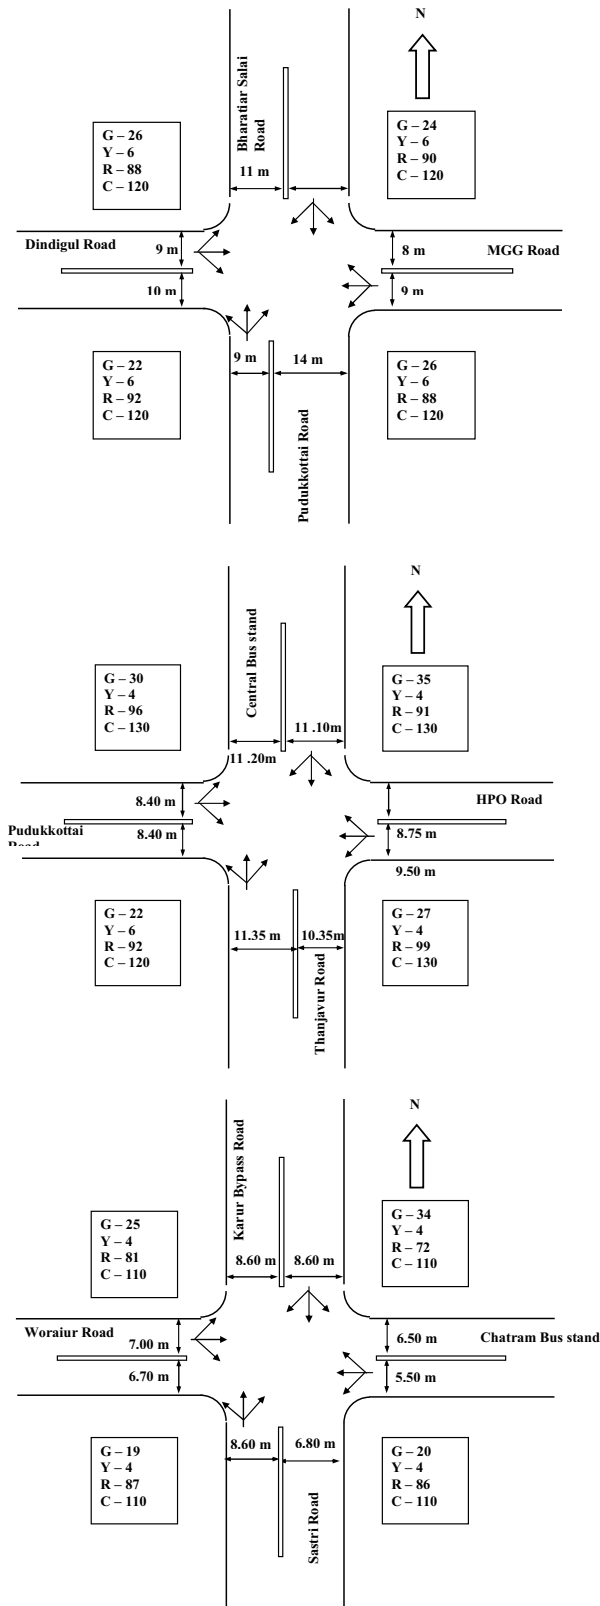 N
Bharatiar Salai
Road
G – 26
Y – 6
R – 88
C – 120
G – 24
Y – 6
R – 90
C – 120
11 m
Dindigul Road
9 m
8 m
MGG Road
10 m
9 m
9 m
14 m
G – 22
Y – 6
R – 92
C – 120
G – 26
Y – 6
R – 88
C – 120
Pudukkottai Road
N
Central Bus stand
G – 30
Y – 4
R – 96
C – 130
G – 35
Y – 4
R – 91
C – 130
11 .10m
11 .20m
8.40 m
HPO Road
Pudukkottai
Road
8.40 m
8.75 m
9.50 m
G – 22
Y – 6
R – 92
C – 120
G – 27
Y – 4
R – 99
C – 130
11.35 m
10.35m
Thanjavur Road
N
Karur Bypass Road
G – 25
Y – 4
R – 81
C – 110
G – 34
Y – 4
R – 72
C – 110
8.60 m
8.60 m
Woraiur Road
7.00 m
6.50 m
Chatram Bus stand
6.70 m
5.50 m
8.60 m
6.80 m
G – 19
Y – 4
R – 87
C – 110
G – 20
Y – 4
R – 86
C – 110
Sastri Road